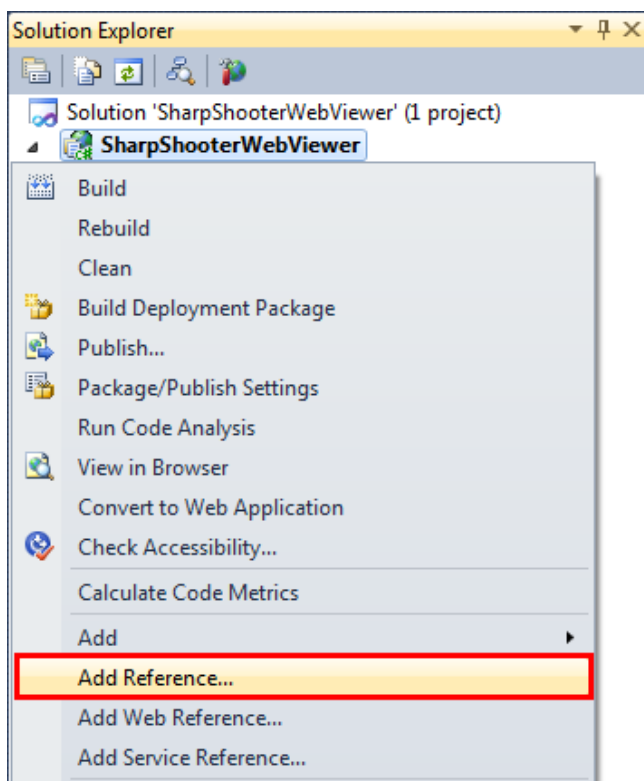 Solution Explorer
Solution 'SharpShooterWebViewer' (1 project)
SharpShooterWebViewer
Build
Rebuild
Clean
Build Deployment Package
Publish...
Package/Publish Settings
Run Code Analysis
View in Browser
Convert to Web Application
Check Accessibility...
Calculate Code Metrics
Add
Add Reference...
Add Web Reference...
Add Service Reference...